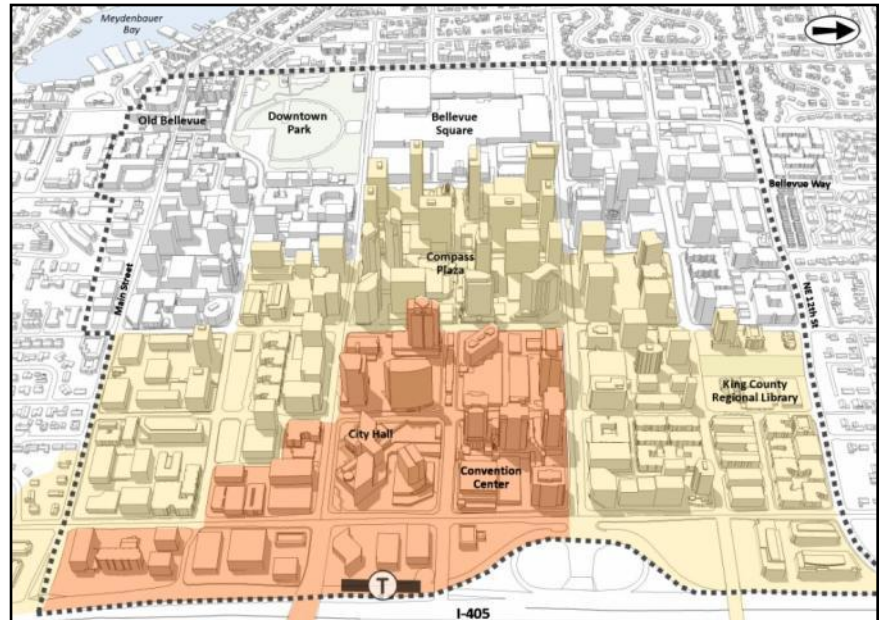 Meydenbauer
Bay
Old Bellevue
Downtown
Park
Bellevue
Square
Bellevue Way
Compass
Plaza
Main Street
NE 12th St
King County
Regional Library
City Hall
Convention
Center
T
I-405